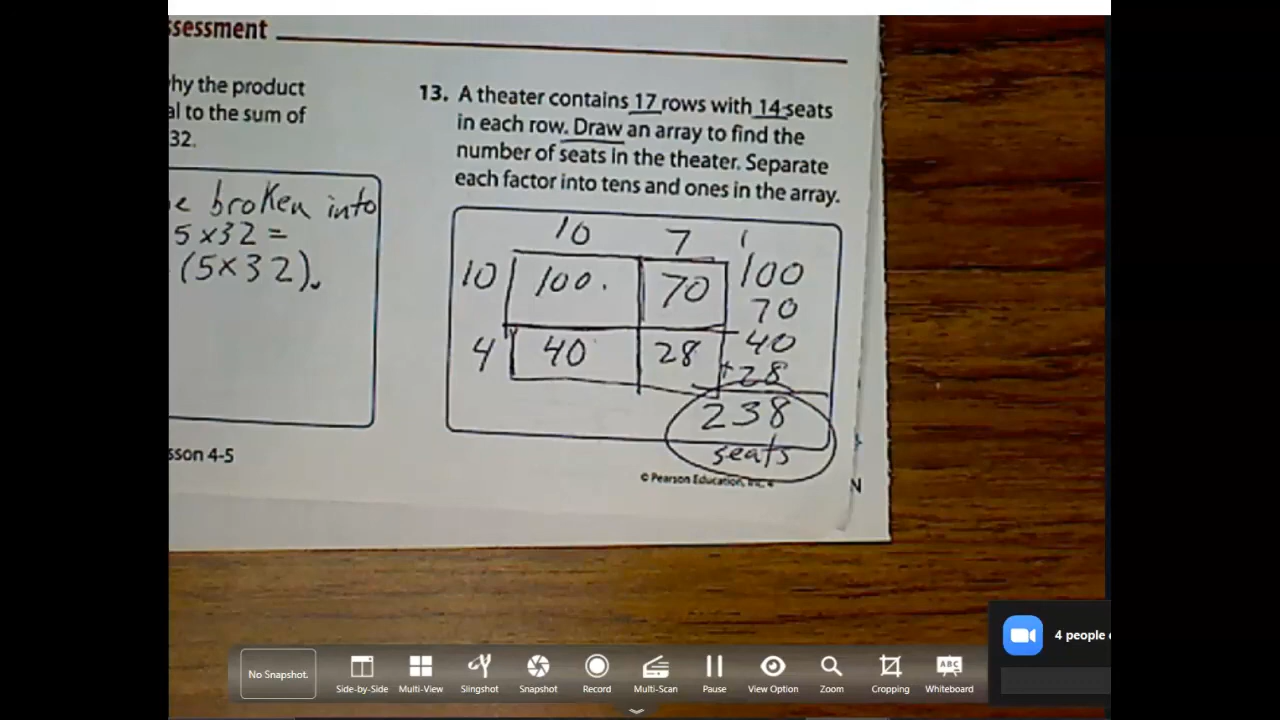 ssessment
hy the product
al to the sum of
32.
e broken into
5 x 32 =
(5 x 32).
sson 4-5
13. A theater contains 17 rows with 14 seats
in each row. Draw an array to find the
number of seats in the theater. Separate
each factor into tens and ones in the array.
10 7
10 100. 70
4 40 28
1
100
70
40
+28
238
seats
© Pearson Education, Inc. 4
N
4 people
No Snapshot.
Side-by-Side
Multi-View
Slingshot
Snapshot
Record
Multi-Scan
Pause
View Option
Zoom
Cropping
ABC
Whiteboard